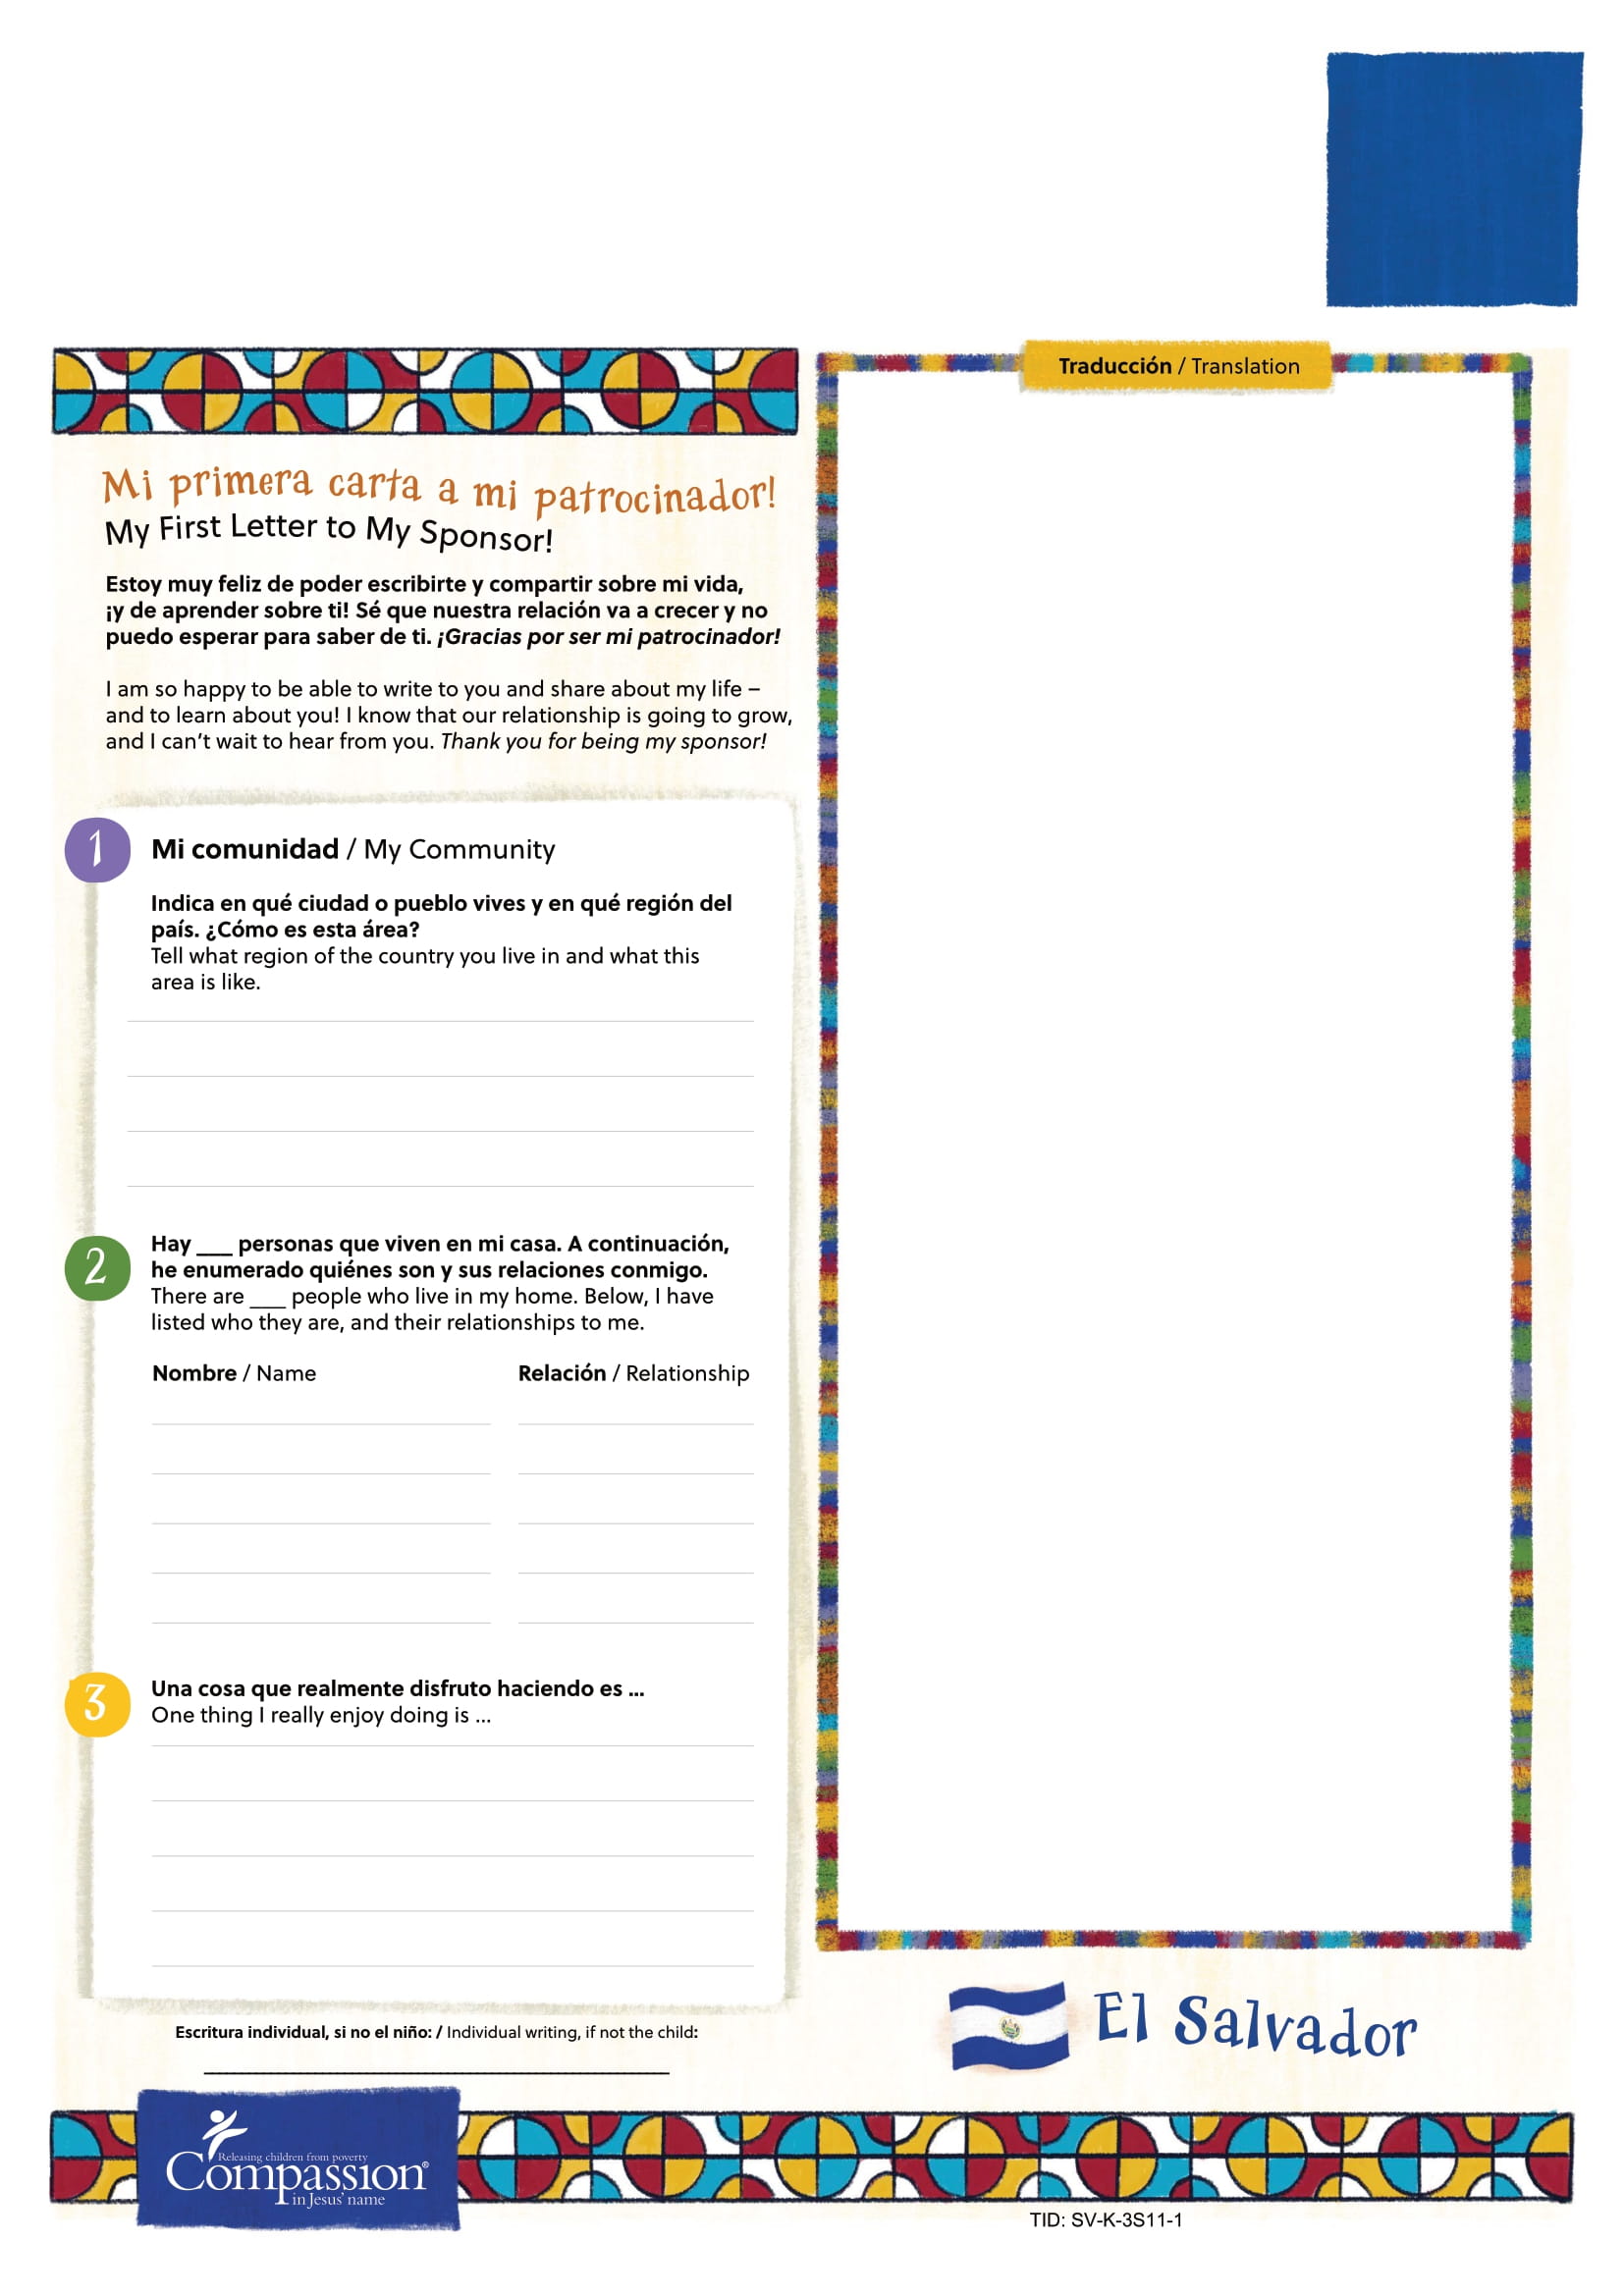 Traducción / Translation
Mi primera carta a mi patrocinador!
My First Letter to My Sponsor!
Estoy muy feliz de poder escribirte y compartir sobre mi vida,
¡y de aprender sobre ti! Sé que nuestra relación va a crecer y no
puedo esperar para saber de ti. ¡Gracias por ser mi patrocinador!
I am so happy to be able to write to you and share about my life –
and to learn about you! I know that our relationship is going to grow,
and I can’t wait to hear from you. Thank you for being my sponsor!
1
Mi comunidad / My Community
Indica en qué ciudad o pueblo vives y en qué región del
país. ¿Cómo es esta área?
Tell what region of the country you live in and what this
area is like.
2
Hay ___ personas que viven en mi casa. A continuación,
he enumerado quiénes son y sus relaciones conmigo.
There are ___ people who live in my home. Below, I have
listed who they are, and their relationships to me.
Nombre / Name
Relación / Relationship
3
Una cosa que realmente disfruto haciendo es ...
One thing I really enjoy doing is ...
Escritura individual, si no el niño: / Individual writing, if not the child:
El Salvador
Releasing children from poverty
Compassion®
in Jesus’ name
TID: SV-K-3S11-1